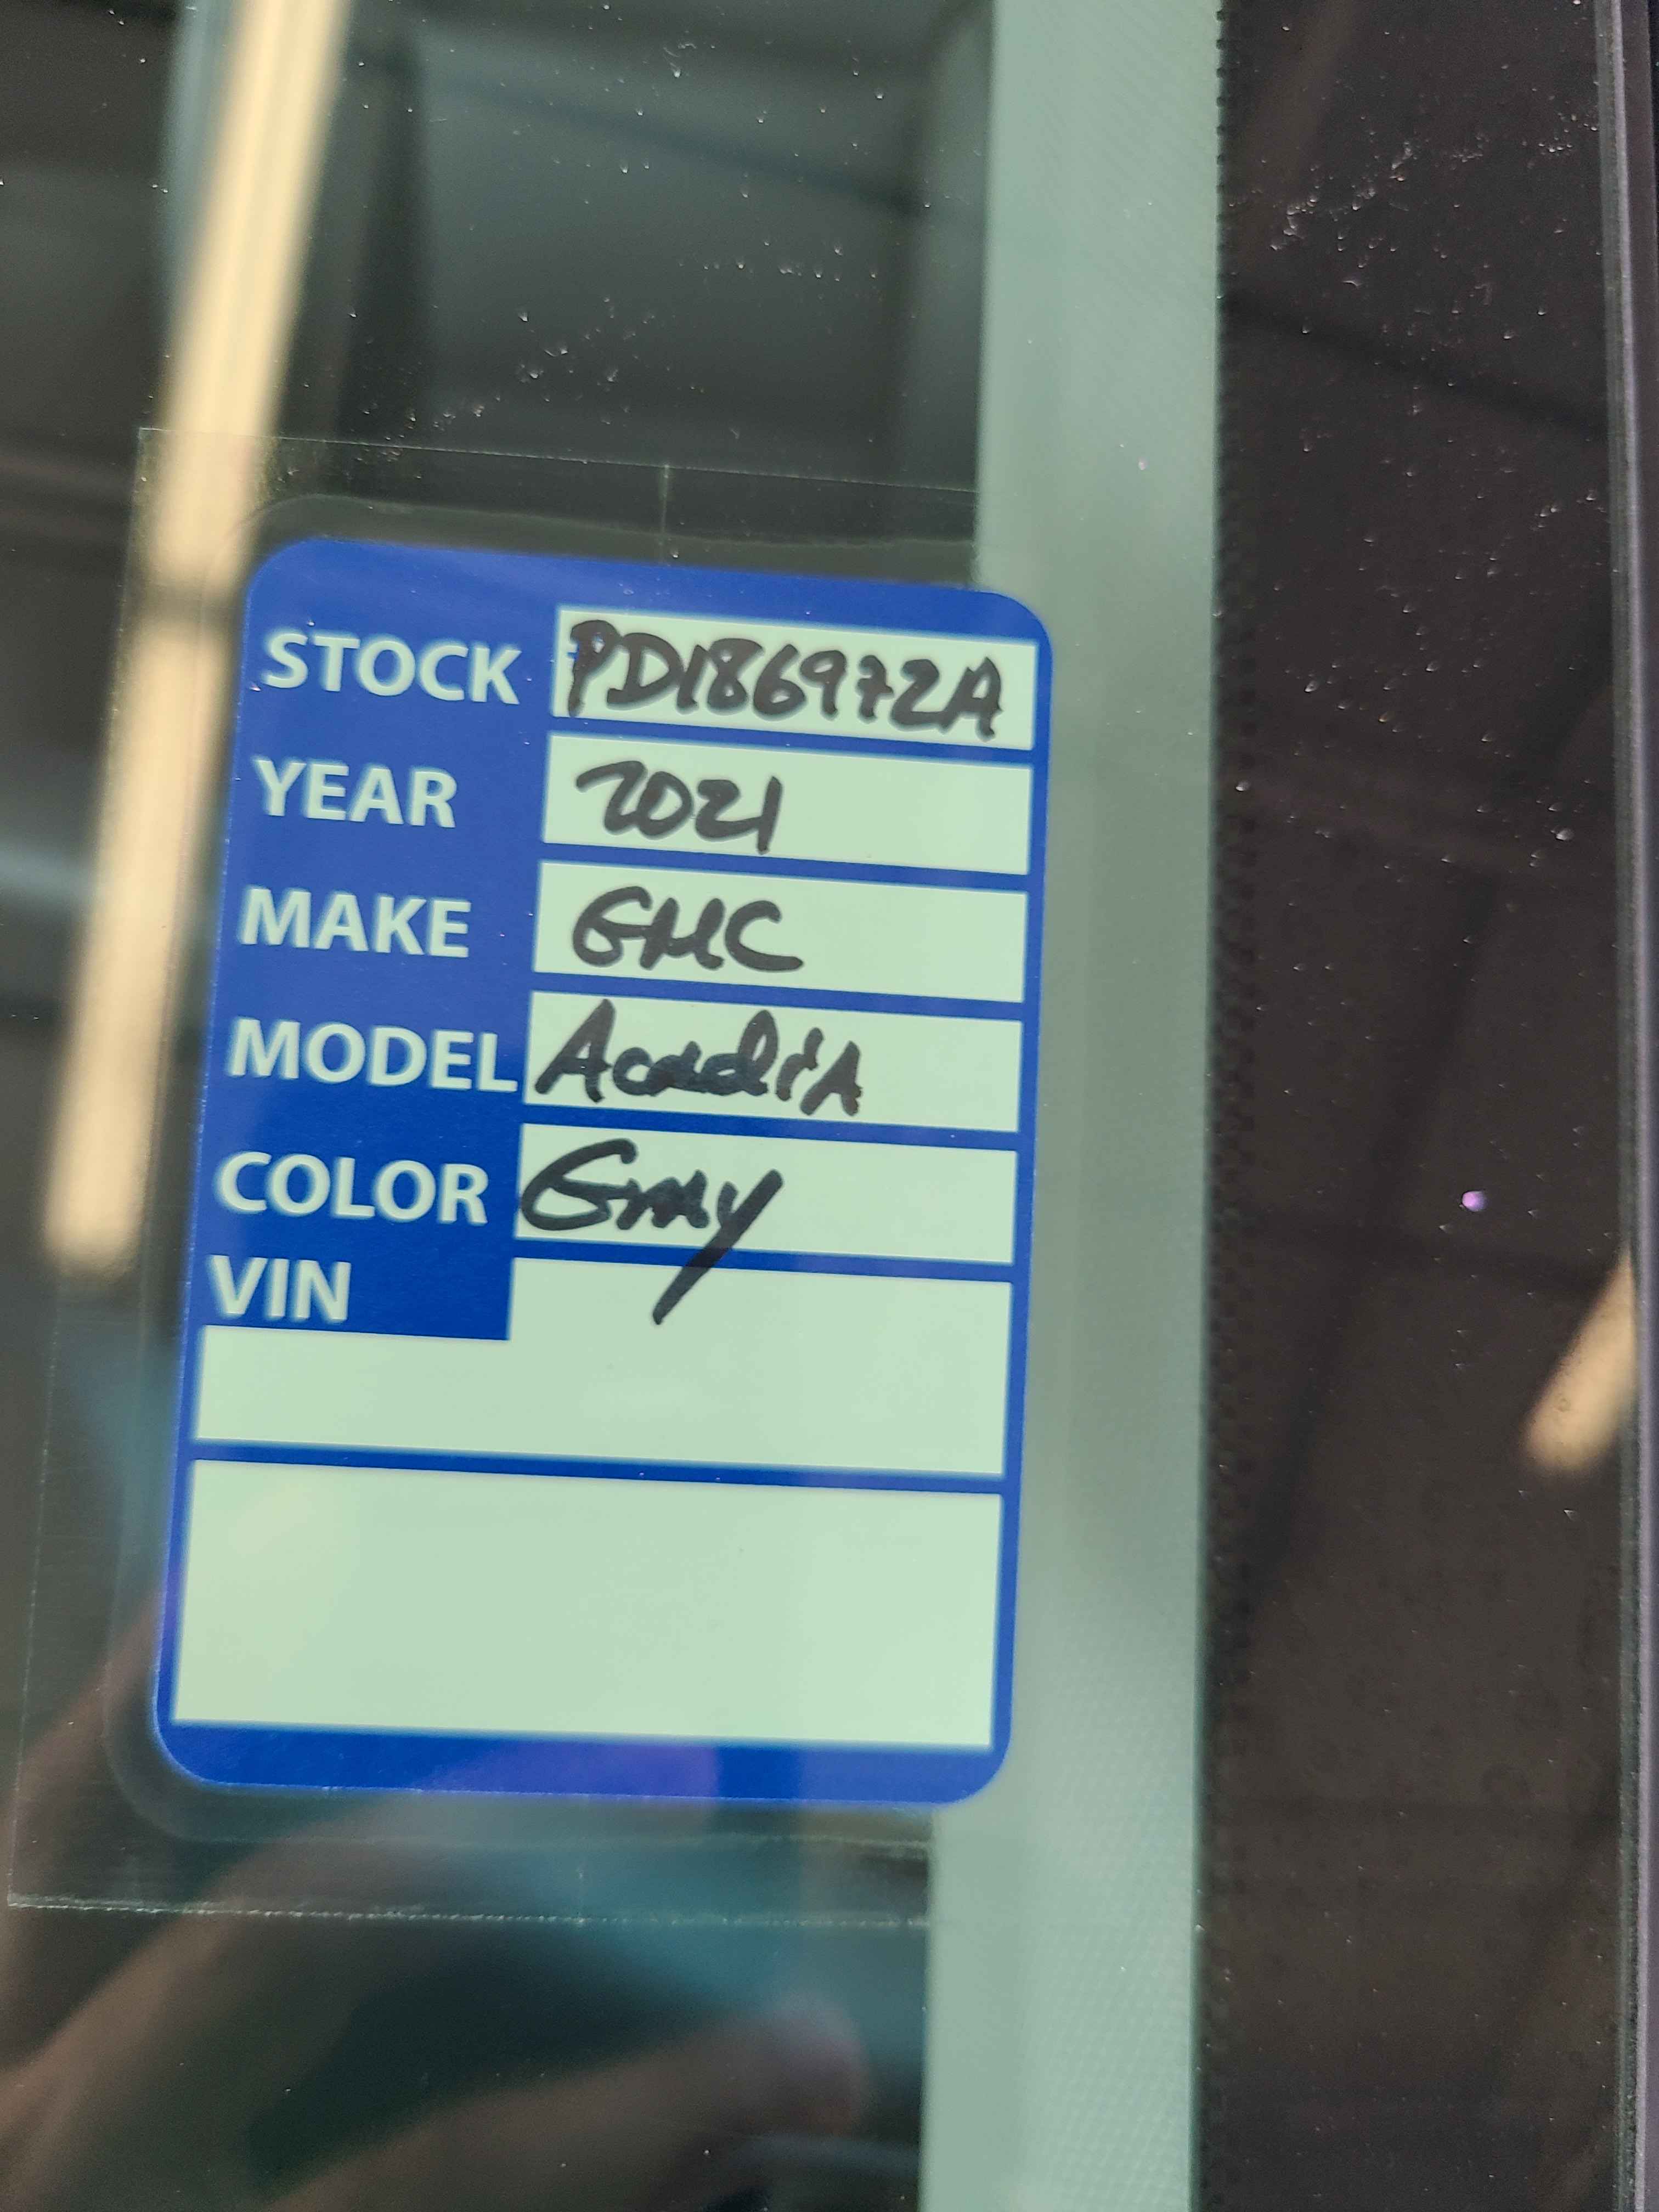 STOCK PD186972A
YEAR 2021
MAKE GMC
MODEL AcadiA
COLOR Gray
VIN